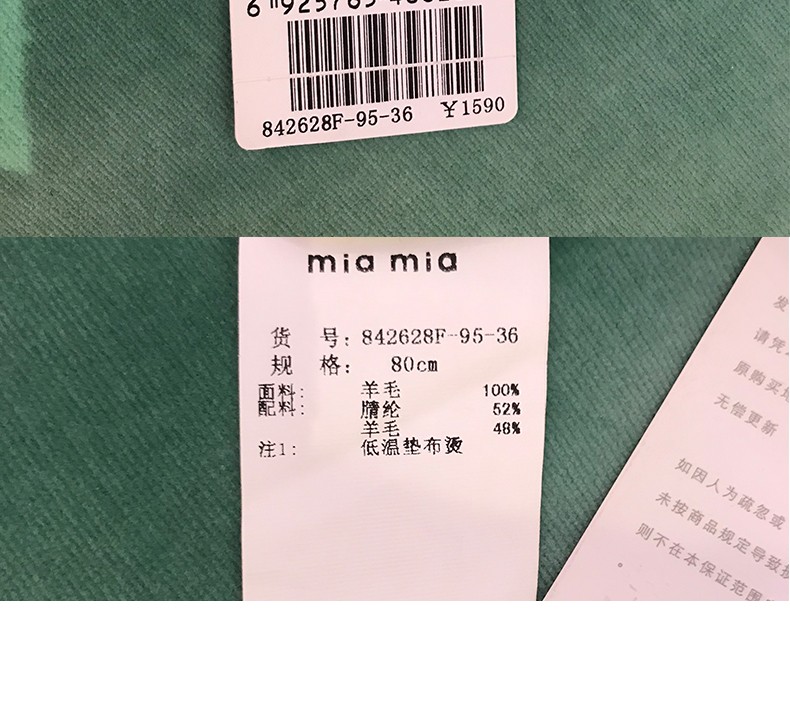 842628F-95-36 ¥1590
mia mia
货 号: 842628F-95-36
规 格: 80cm
面料: 羊毛 100%
配料: 腈纶 52%
羊毛 48%
注1: 低温垫布烫
发
请凭
原购买
无偿更新
如因人为疏忽或
未按商品规定导致
则不在本保证范围